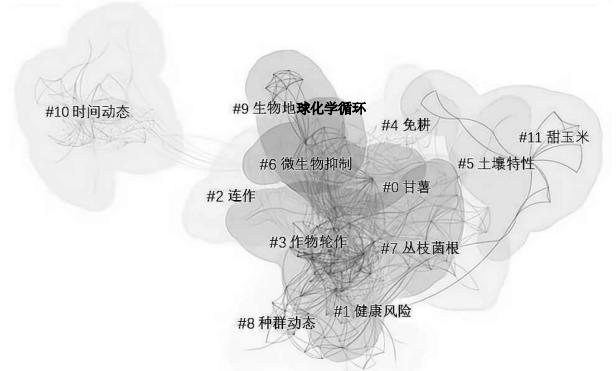 #10 时间动态
#9 生物地球化学循环
#4 免耕
#11 甜玉米
#6 微生物抑制
#5 土壤特性
#0 甘薯
#2 连作
#3 作物轮作
#7 丛枝菌根
#1 健康风险
#8 种群动态